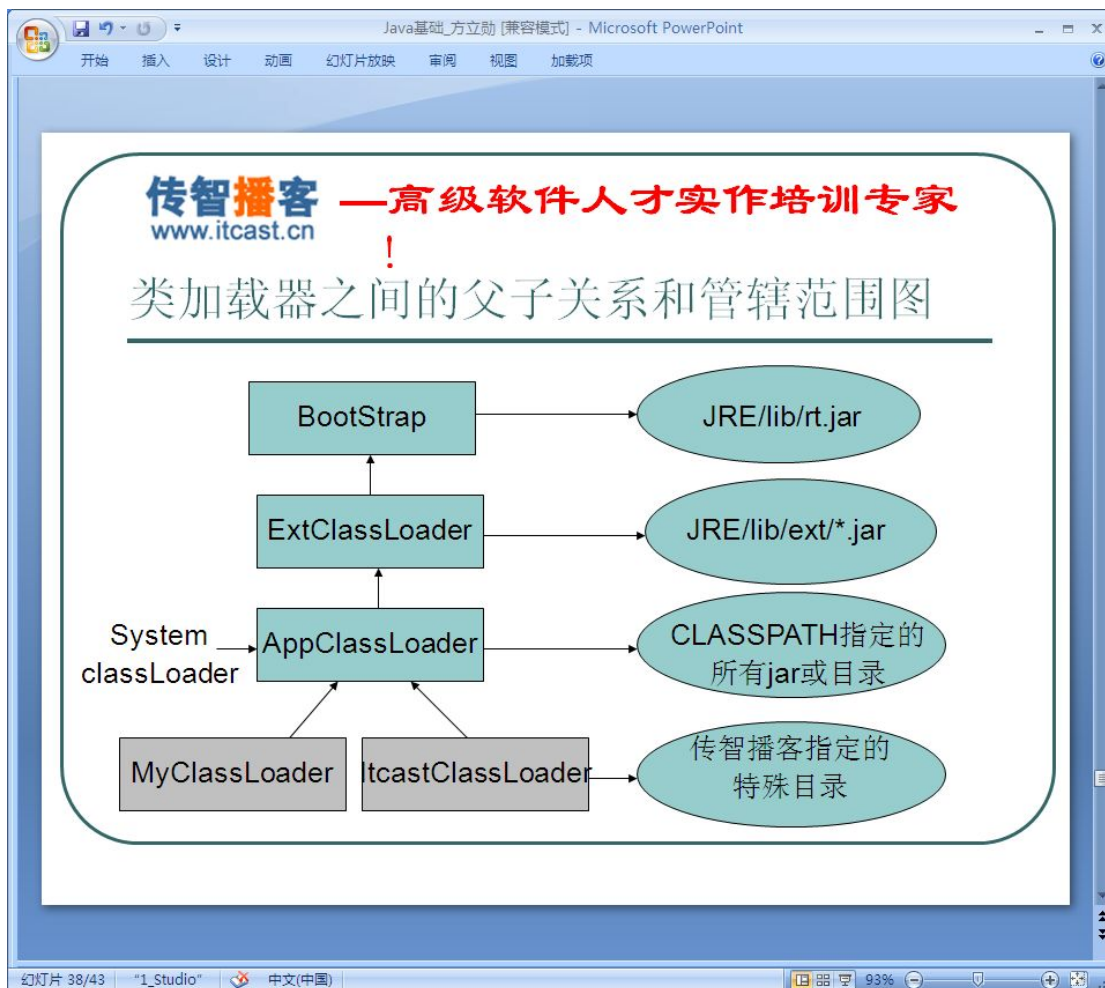 Java基础_方立勋 [兼容模式] - Microsoft PowerPoint
开始 插入 设计 动画 幻灯片放映 审阅 视图 加载项
传智播客 —高级软件人才实作培训专家
www.itcast.cn
!
类加载器之间的父子关系和管辖范围图
BootStrap
JRE/lib/rt.jar
ExtClassLoader
JRE/lib/ext/*.jar
System
classLoader
AppClassLoader
CLASSPATH指定的
所有jar或目录
MyClassLoader
ItcastClassLoader
传智播客指定的
特殊目录
幻灯片 38/43 "1_Studio" 中文(中国) 93%